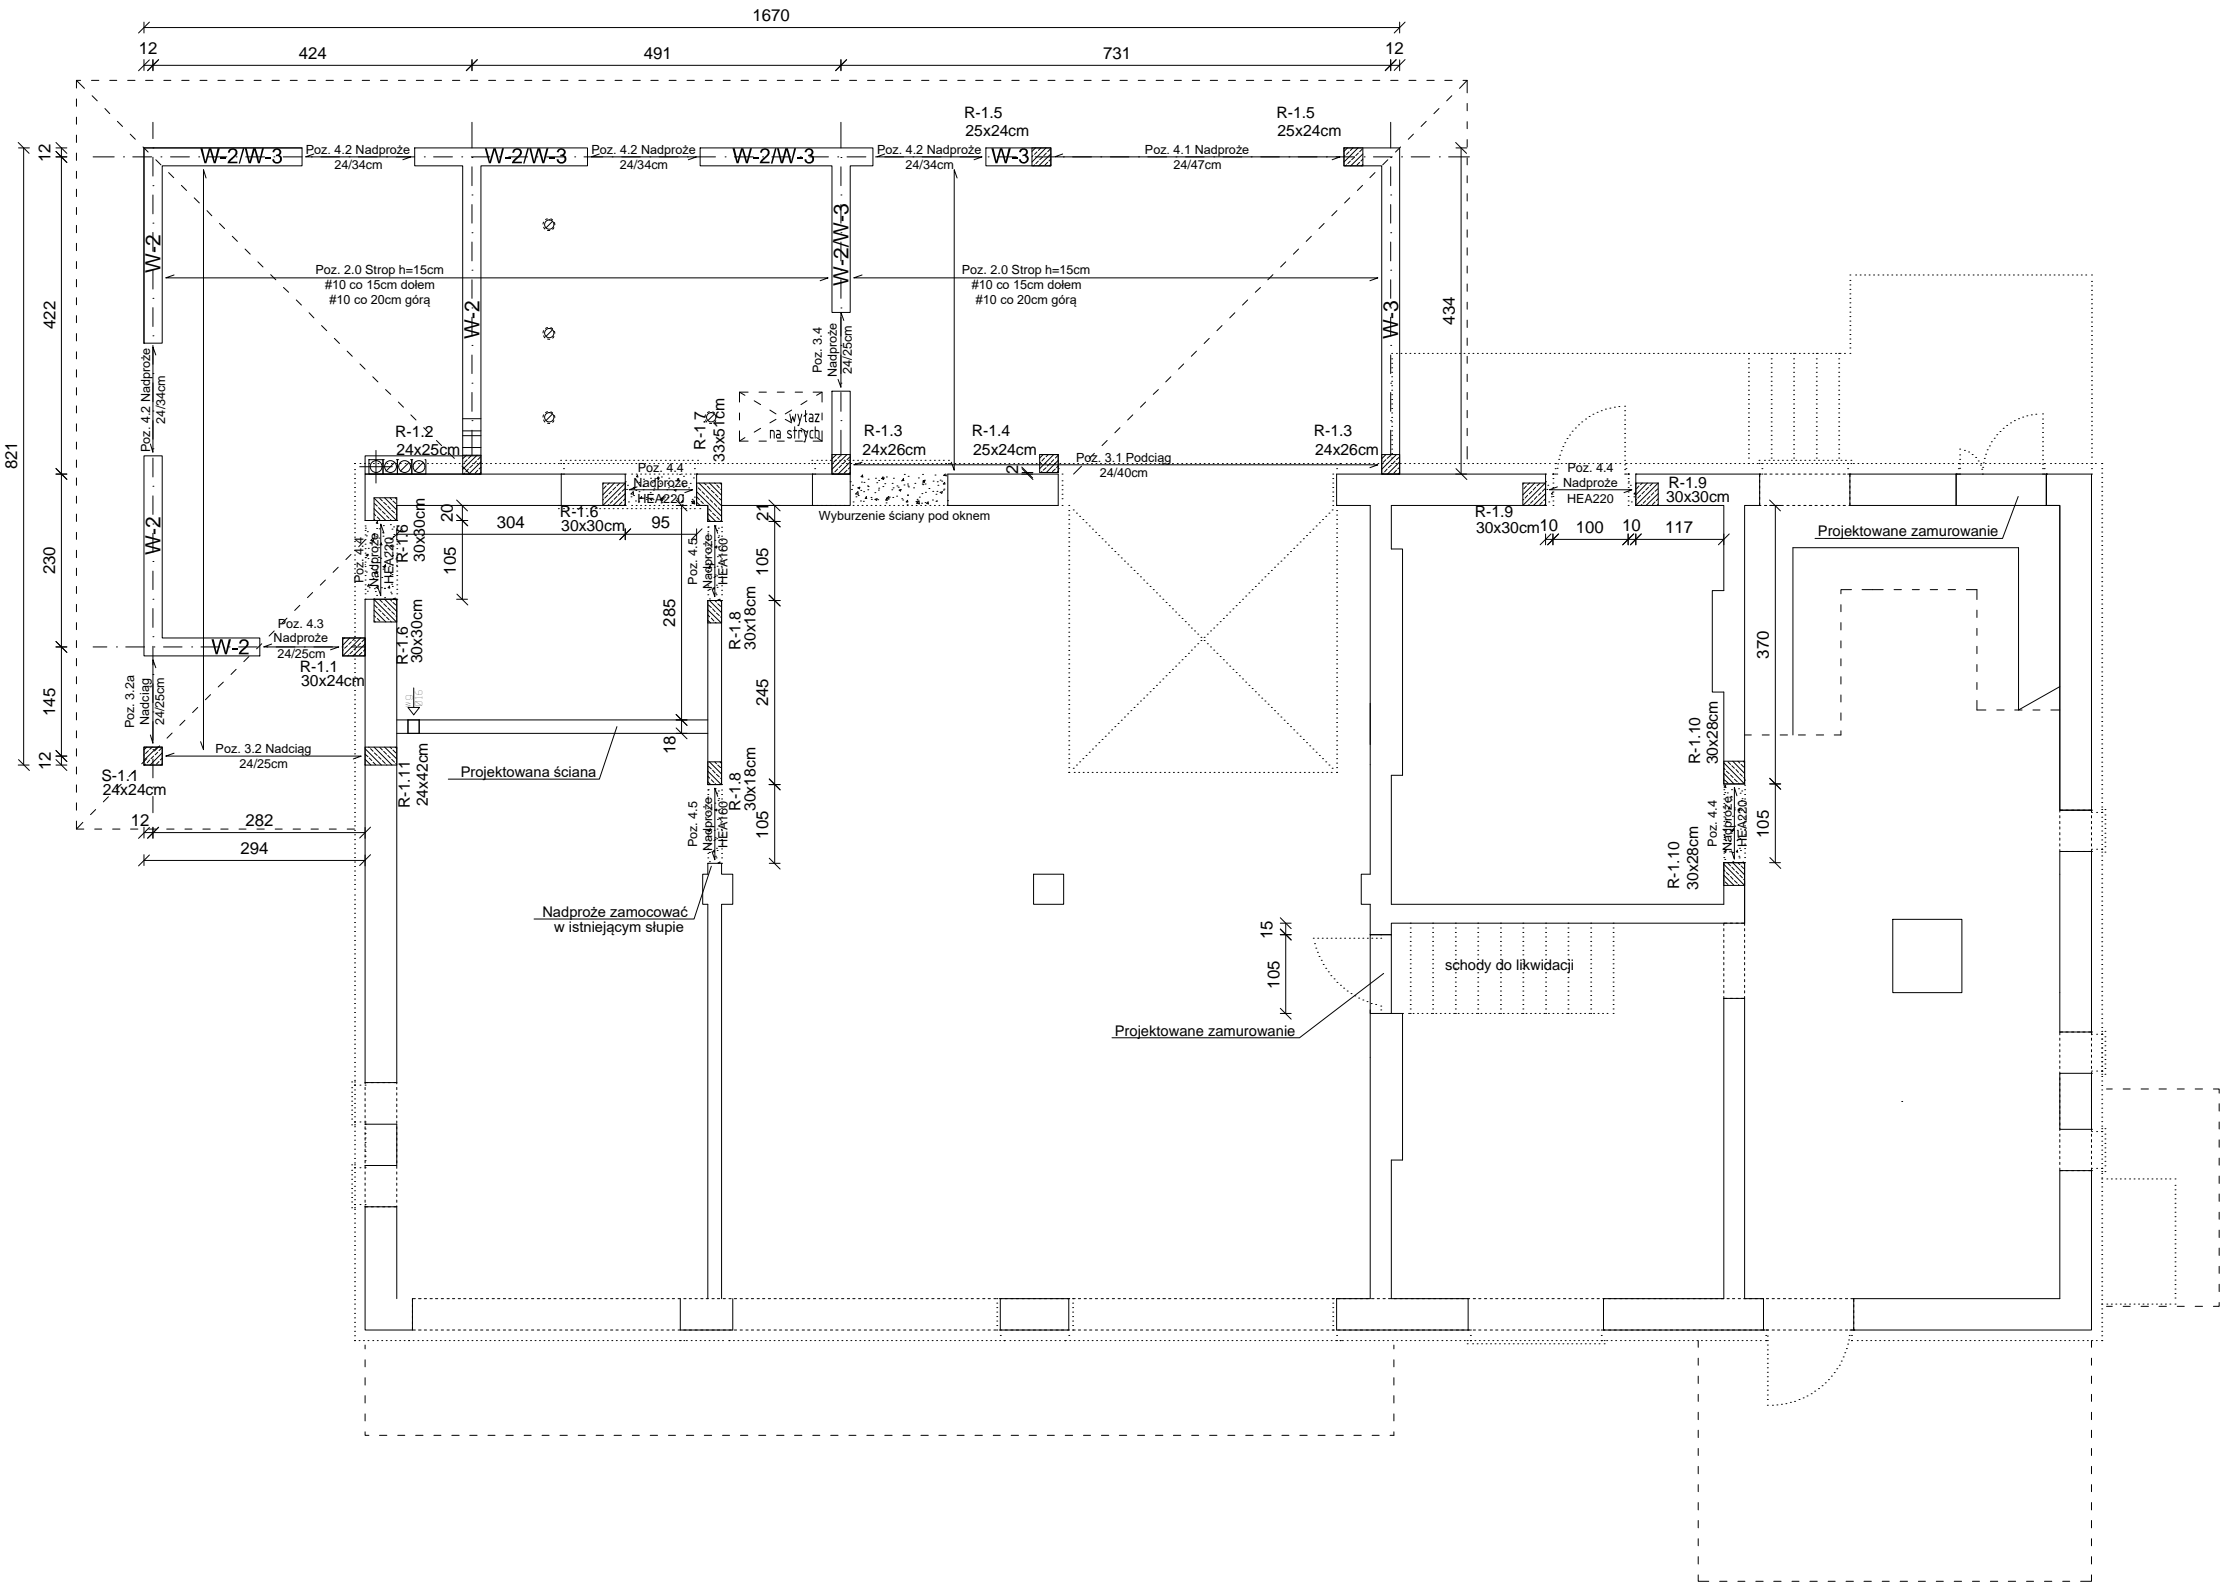 1670
12
424
491
731
12
R-1.5
25x24cm
R-1.5
25x24cm
12
W-2/W-3
Poz. 4.2 Nadproże
24/34cm
W-2/W-3
Poz. 4.2 Nadproże
24/34cm
W-2/W-3
Poz. 4.2 Nadproże
24/34cm
W-3
Poz. 4.1 Nadproże
24/47cm
W-2
W-2/W-3
Poz. 2.0 Strop h=15cm
#10 co 15cm dołem
#10 co 20cm górą
Poz. 2.0 Strop h=15cm
#10 co 15cm dołem
#10 co 20cm górą
422
W-2
W-3
434
Poz. 3.4
Nadproże
24/25cm
Poz. 4.2 Nadproże
24/34cm
821
R-1.2
24x25cm
R-1.7
33x51cm
wyłaz
na strych
R-1.3
24x26cm
R-1.4
25x24cm
R-1.3
24x26cm
2
Poz. 3.1 Podciąg
24/40cm
Poz. 4.4
Nadproże
HEA220
Poz. 4.4
Nadproże
HEA220
R-1.9
30x30cm
R-1.9
30x30cm
10
100
10
117
Wyburzenie ściany pod oknem
Projektowane zamurowanie
W-2
20
304
R-1.6
30x30cm
95
21
R-1.6
30x30cm
Poz. 4.4
Nadproże
HEA220
105
Poz. 4.5
Nadproże
HEA160
105
230
285
R-1.6
30x30cm
R-1.8
30x18cm
370
W-2
Poz. 4.3
Nadproże
24/25cm
R-1.1
30x24cm
Poz. 3.2a
Nadciąg
24/25cm
145
245
18
12
Poz. 3.2 Nadciąg
24/25cm
S-1.1
24x24cm
R-1.11
24x42cm
Projektowana ściana
R-1.8
30x18cm
R-1.10
30x28cm
Poz. 4.5
Nadproże
HEA160
105
Poz. 4.4
Nadproże
HEA220
105
12
282
294
R-1.10
30x28cm
Nadproże zamocować
w istniejącym słupie
15
105
schody do likwidacji
Projektowane zamurowanie